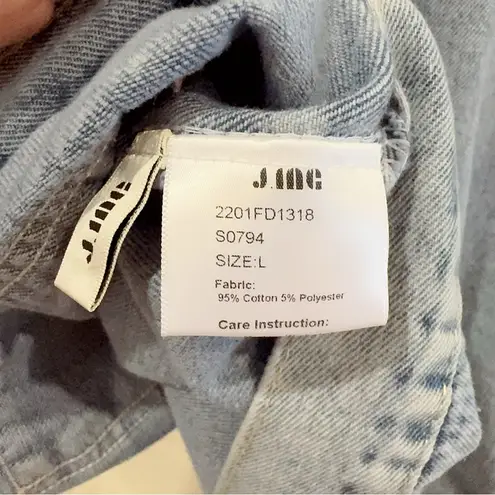 J.ING
2201FD1318
S0794
SIZE:L
Fabric:
95% Cotton 5% Polyester
Care Instruction:
J.ING